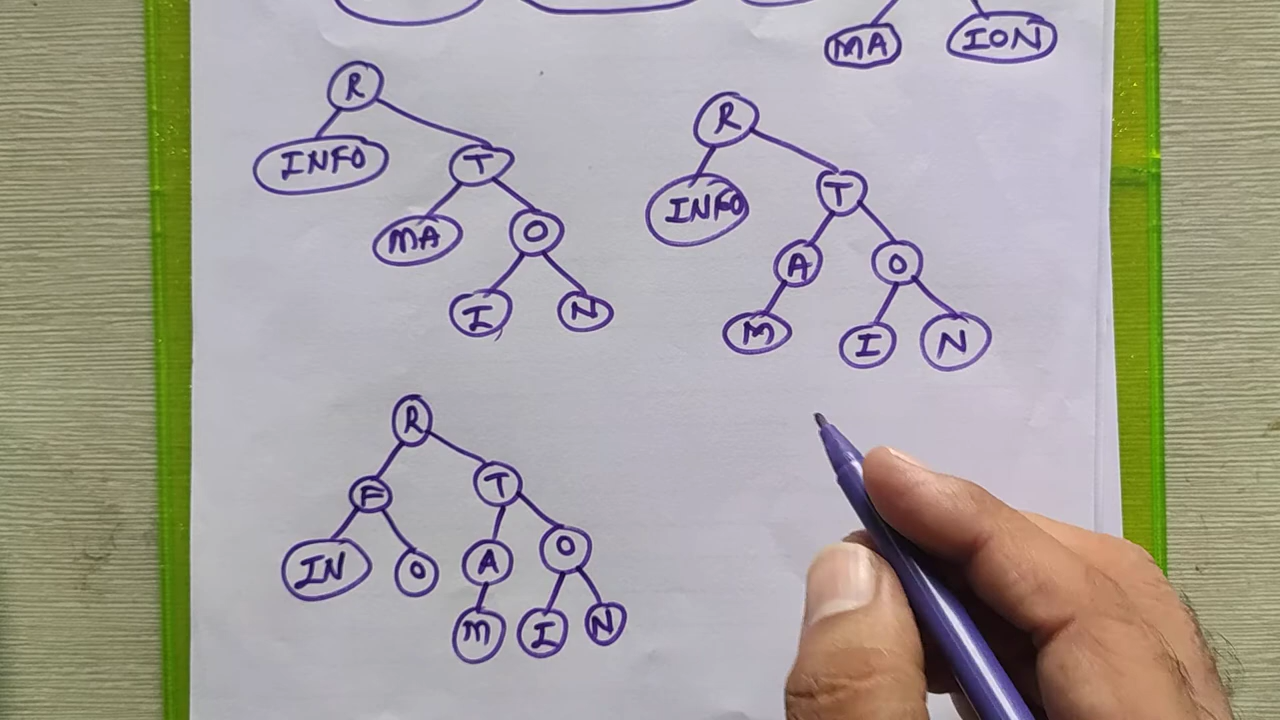 MA ION
R
INFO T
MA O
I N
R
INFO T
A O
M I N
R
F T
IN O A O
M I N